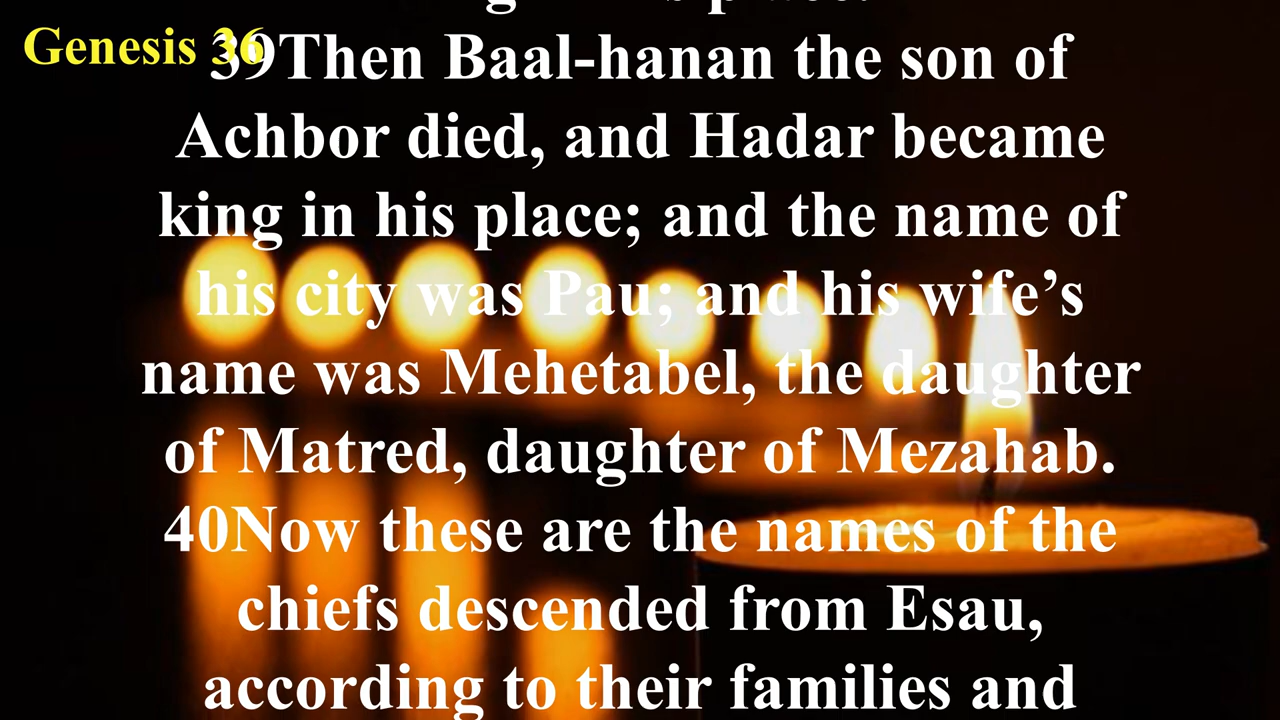 Genesis 36
39Then Baal-hanan the son of
Achbor died, and Hadar became
king in his place; and the name of
his city was Pau; and his wife’s
name was Mehetabel, the daughter
of Matred, daughter of Mezahab.
40Now these are the names of the
chiefs descended from Esau,
according to their families and